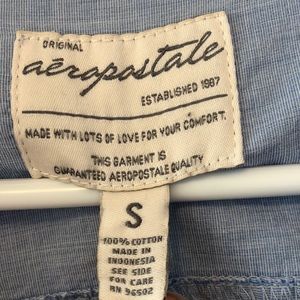 ORIGINAL
aéropostale
ESTABLISHED 1987
MADE WITH LOTS OF LOVE FOR YOUR COMFORT.
THIS GARMENT IS
GUARANTEED AEROPOSTALE QUALITY
S
100% COTTON
MADE IN
INDONESIA
SEE SIDE
FOR CARE
RN 96502